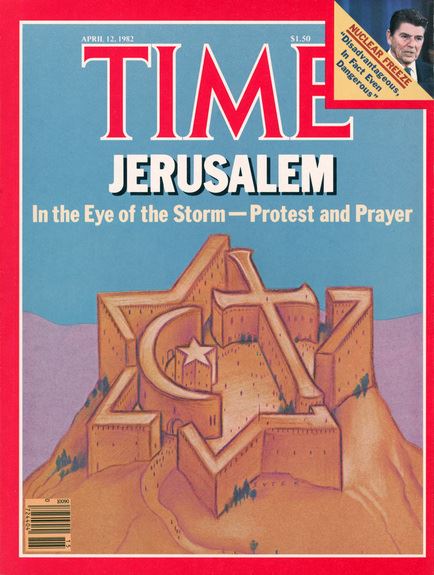 APRIL 12, 1982
$1.50
NUCLEAR FREEZE
"Disadvantageous,
In Fact Even
Dangerous"
TIME
JERUSALEM
In the Eye of the Storm—Protest and Prayer